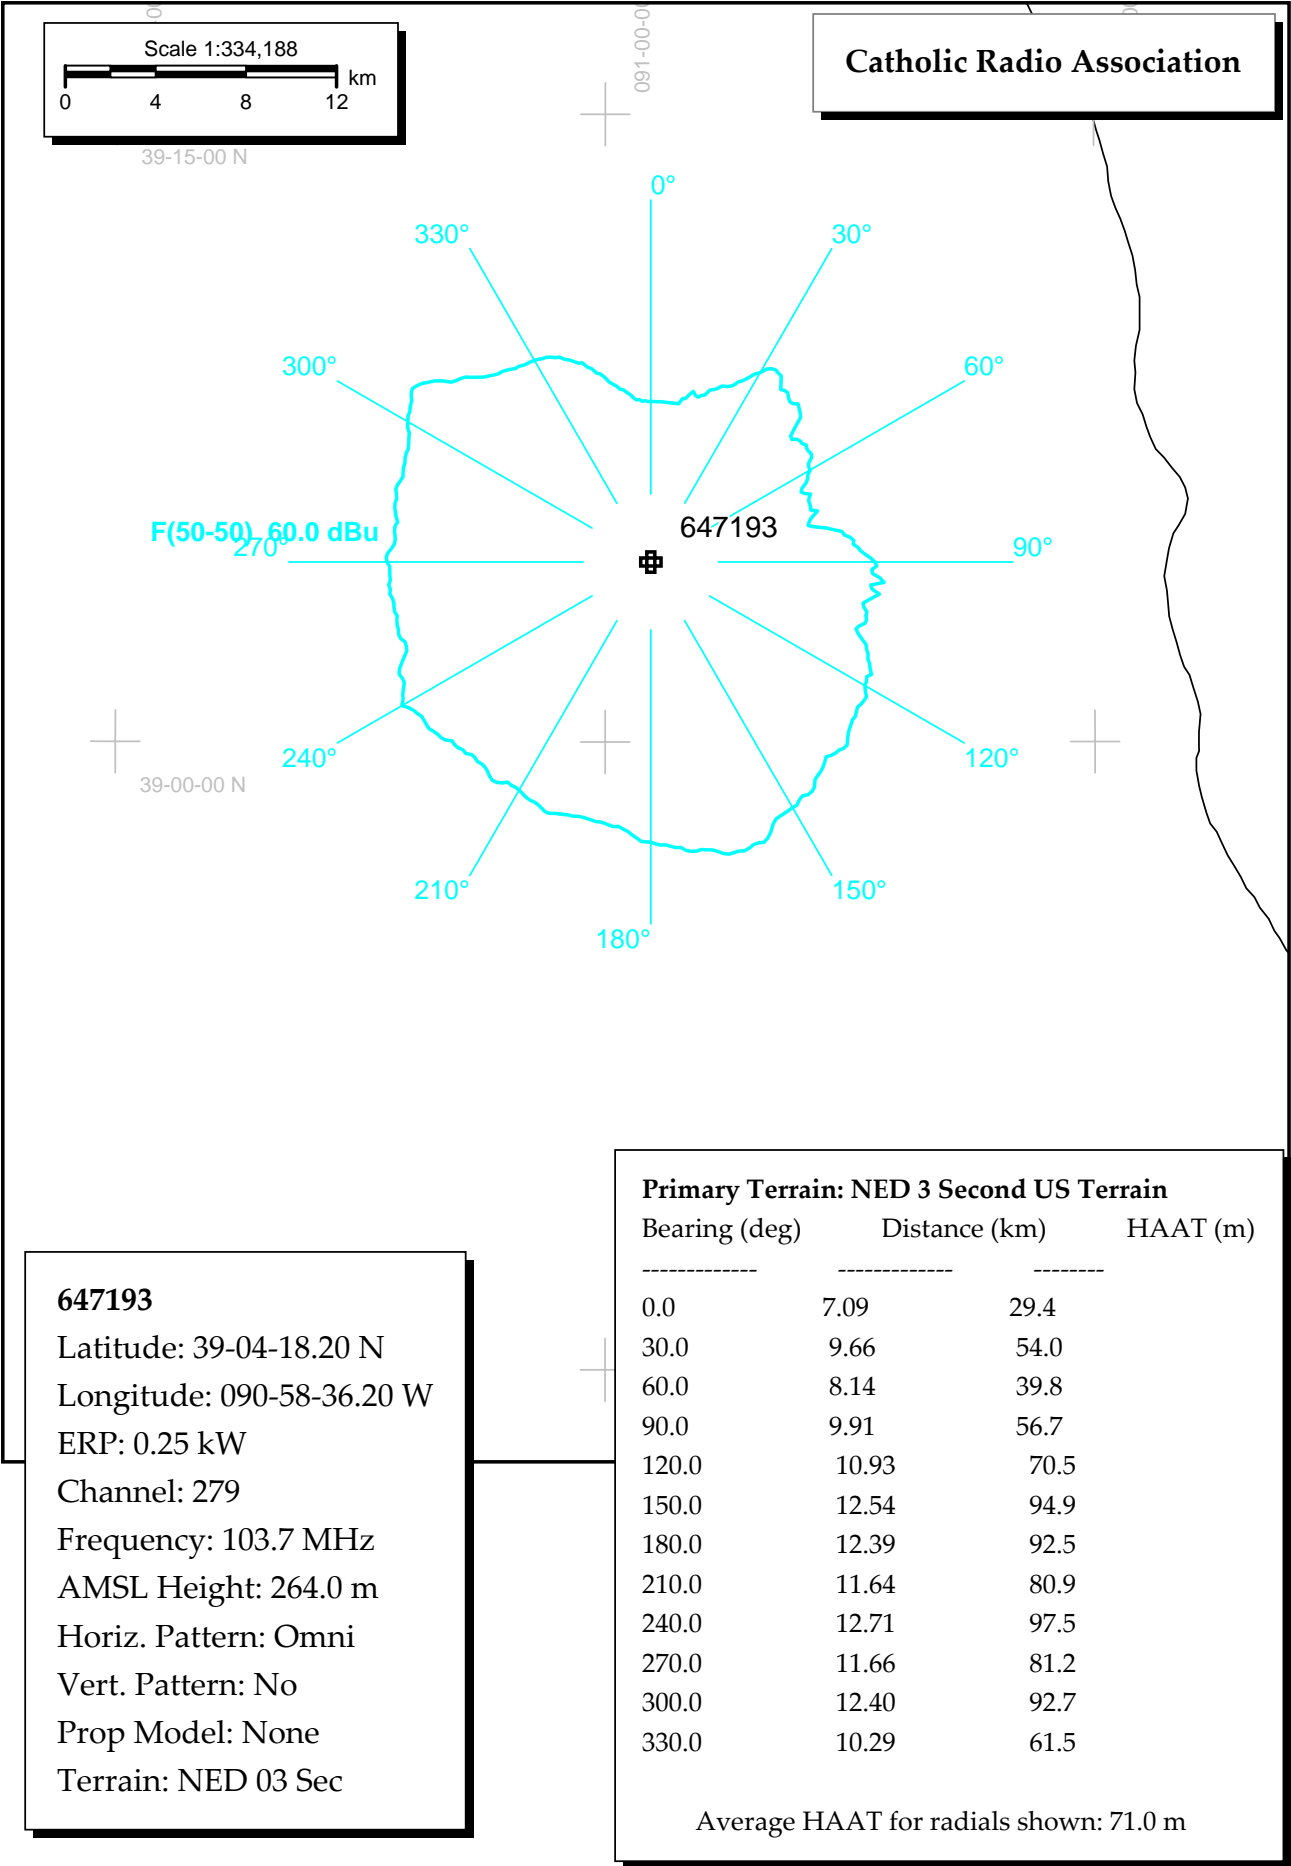 Scale 1:334,188
km
0 4 8 12
Catholic Radio Association
091-00-0
39-15-00 N
0°
330° 30°
300° 60°
F(50-50) 60.0 dBu
647193
270° 90°
240° 120°
39-00-00 N
210° 150°
180°
647193
Latitude: 39-04-18.20 N
Longitude: 090-58-36.20 W
ERP: 0.25 kW
Channel: 279
Frequency: 103.7 MHz
AMSL Height: 264.0 m
Horiz. Pattern: Omni
Vert. Pattern: No
Prop Model: None
Terrain: NED 03 Sec
Primary Terrain: NED 3 Second US Terrain
Bearing (deg) Distance (km) HAAT (m)
------------- ------------- --------
0.0 7.09 29.4
30.0 9.66 54.0
60.0 8.14 39.8
90.0 9.91 56.7
120.0 10.93 70.5
150.0 12.54 94.9
180.0 12.39 92.5
210.0 11.64 80.9
240.0 12.71 97.5
270.0 11.66 81.2
300.0 12.40 92.7
330.0 10.29 61.5
Average HAAT for radials shown: 71.0 m